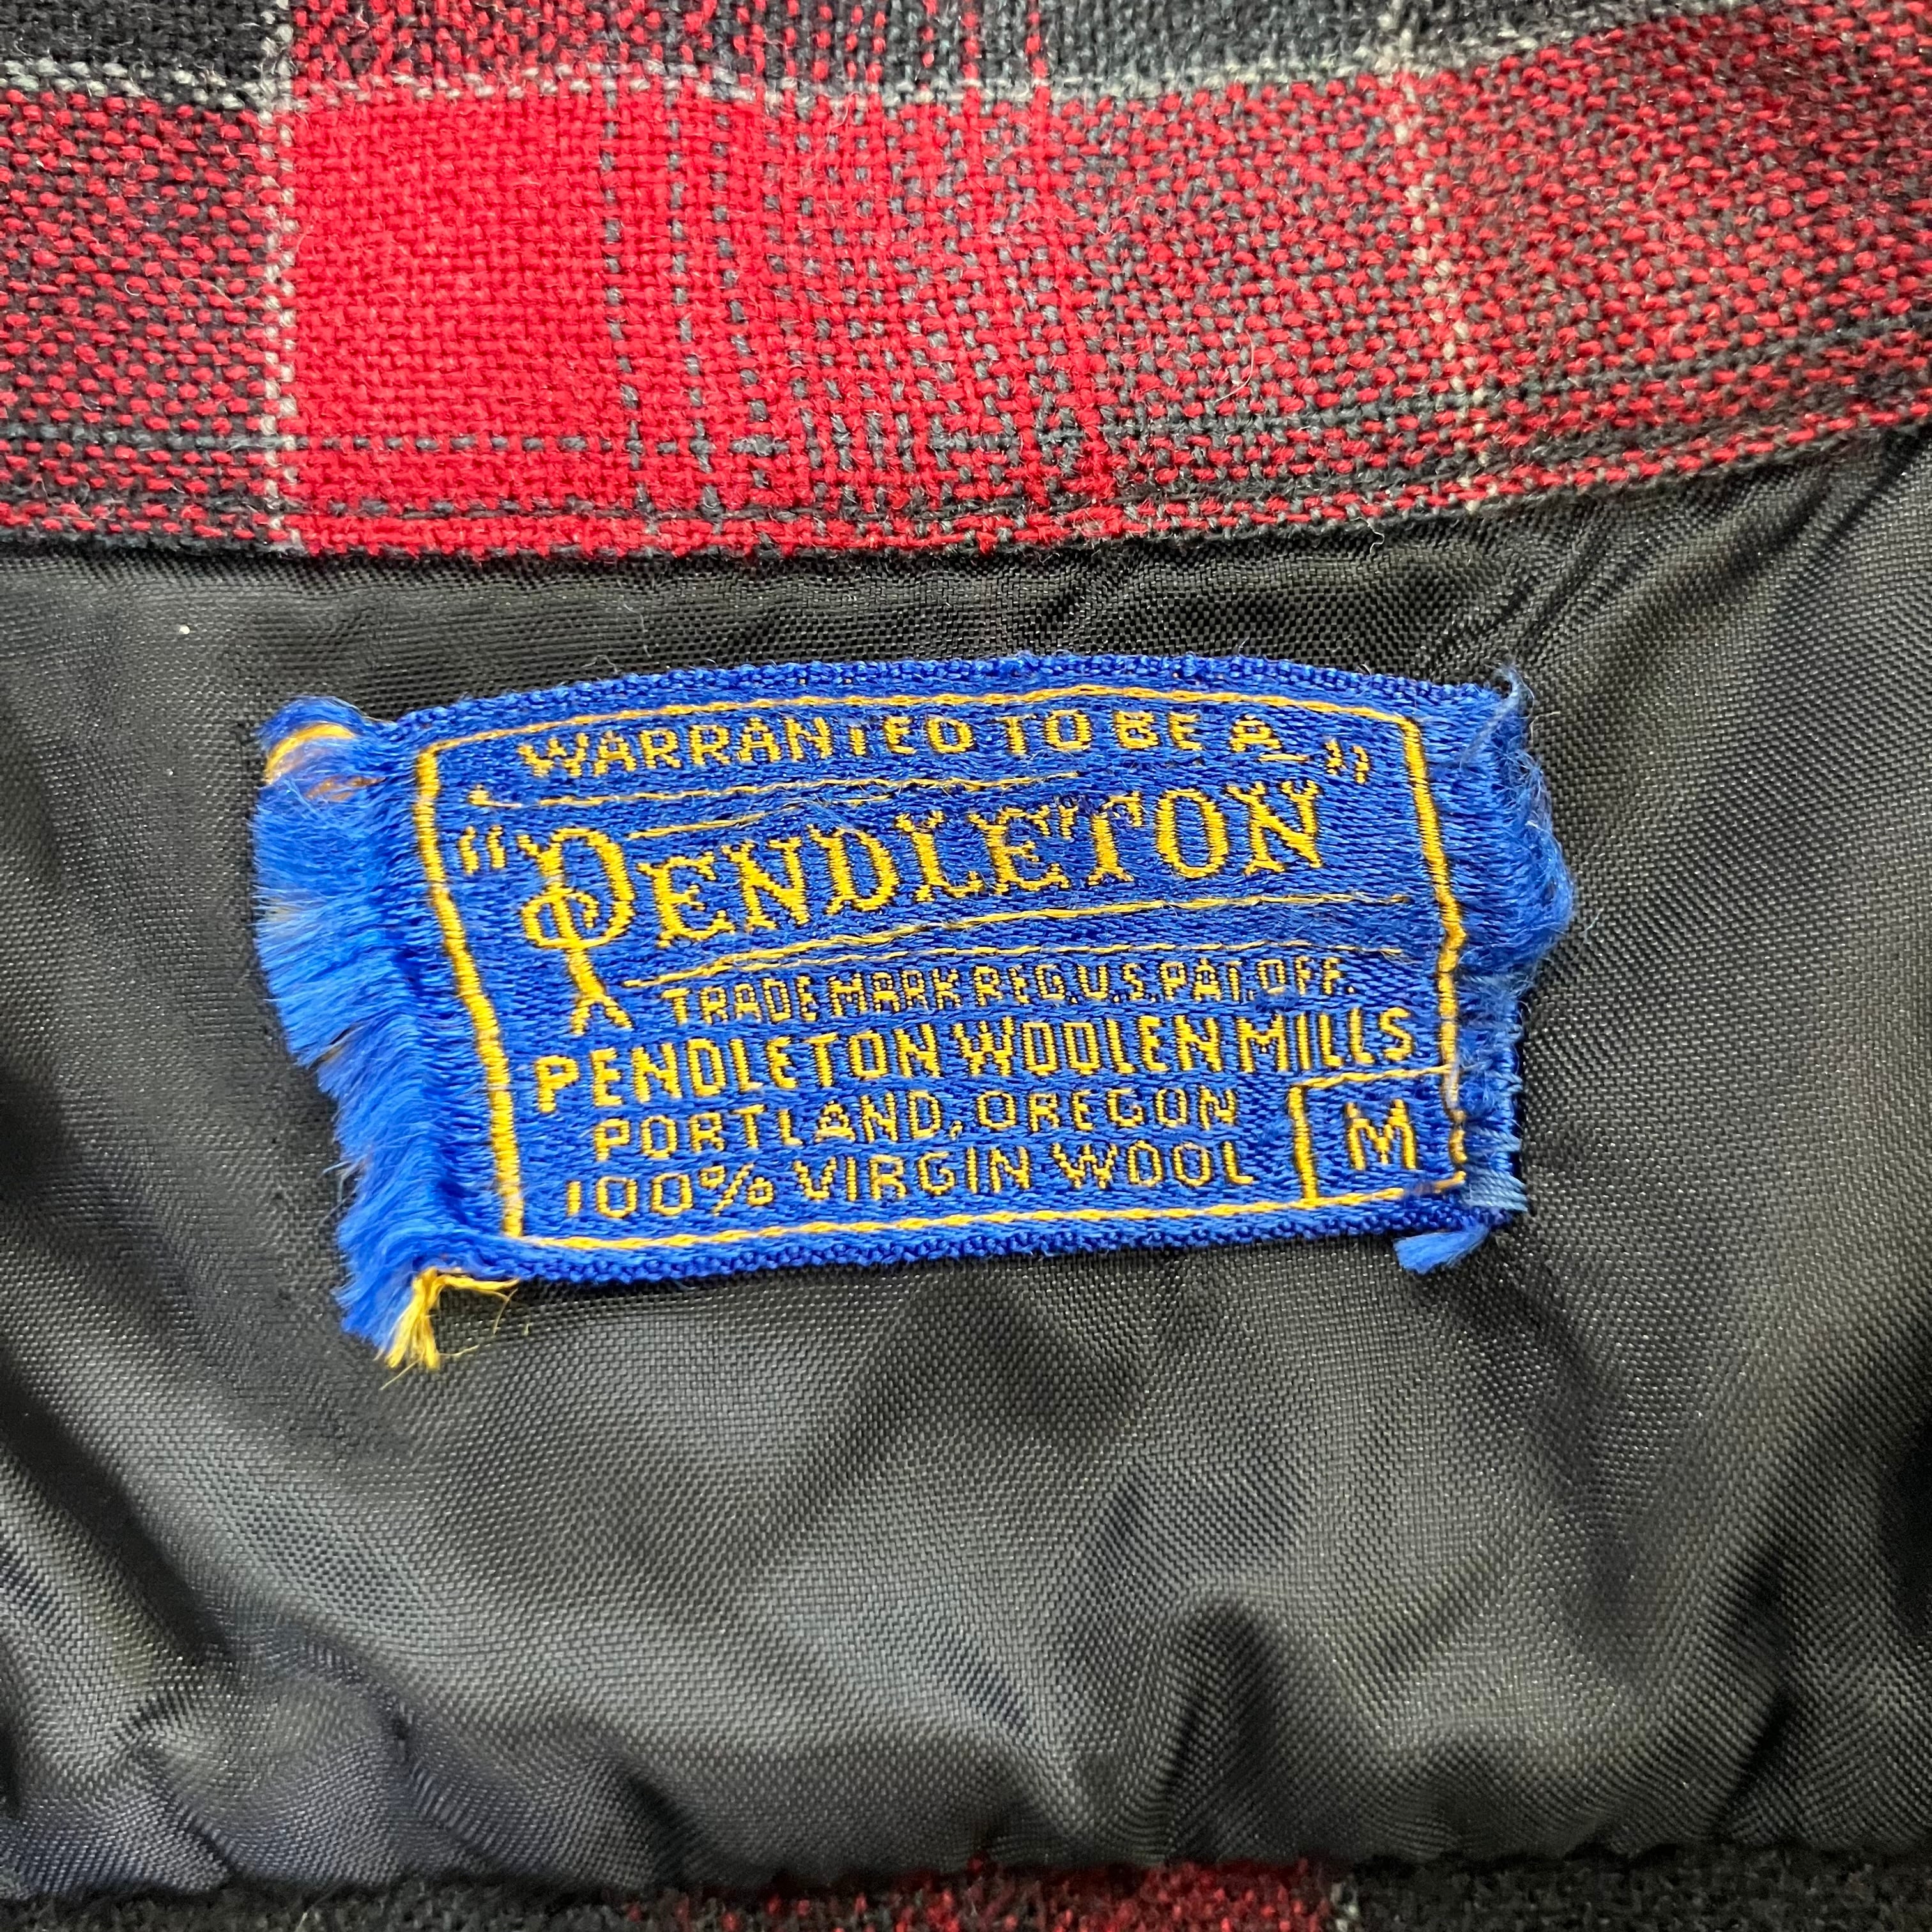 WARRANTED TO BE A
"PENDLETON"
TRADE MARK REG. U.S. PAT. OFF.
PENDLETON WOOLEN MILLS
PORTLAND, OREGON
100% VIRGIN WOOL
M